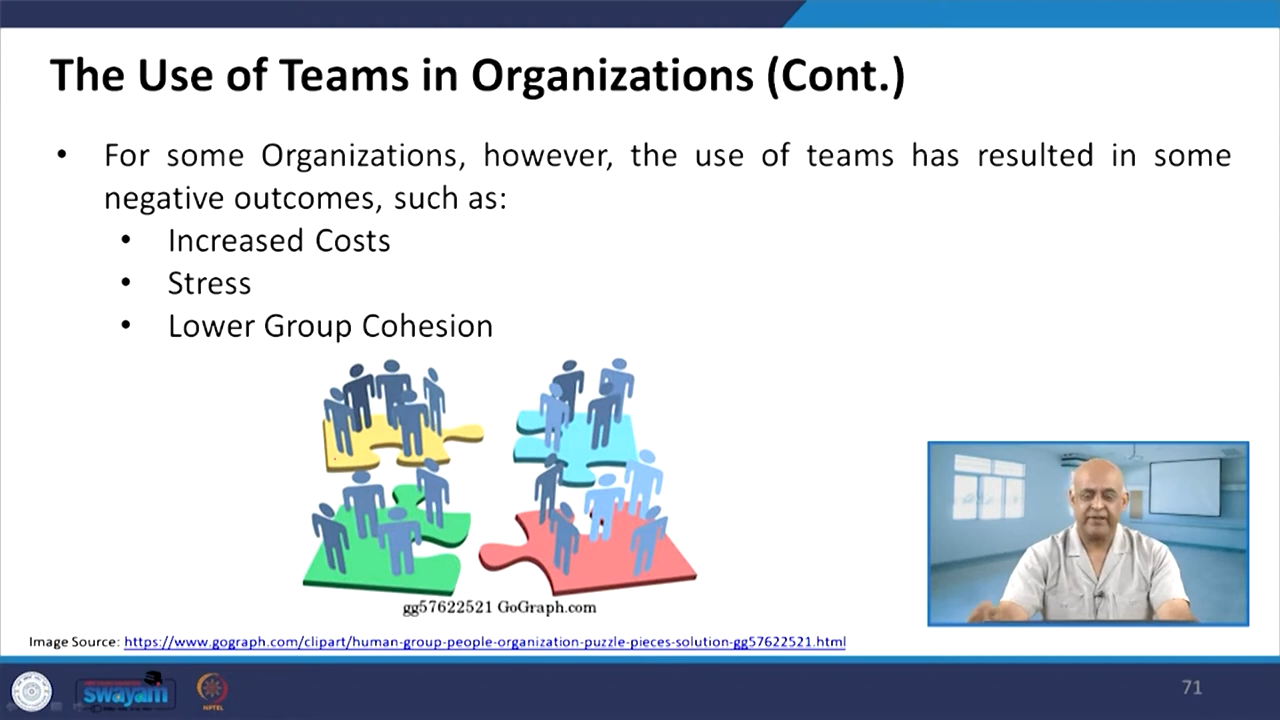 The Use of Teams in Organizations (Cont.)
• For some Organizations, however, the use of teams has resulted in some
negative outcomes, such as:
• Increased Costs
• Stress
• Lower Group Cohesion
gg57622521 GoGraph.com
Image Source: https://www.gograph.com/clipart/human-group-people-organization-puzzle-pieces-solution-gg57622521.html
swayam
NPTEL
71